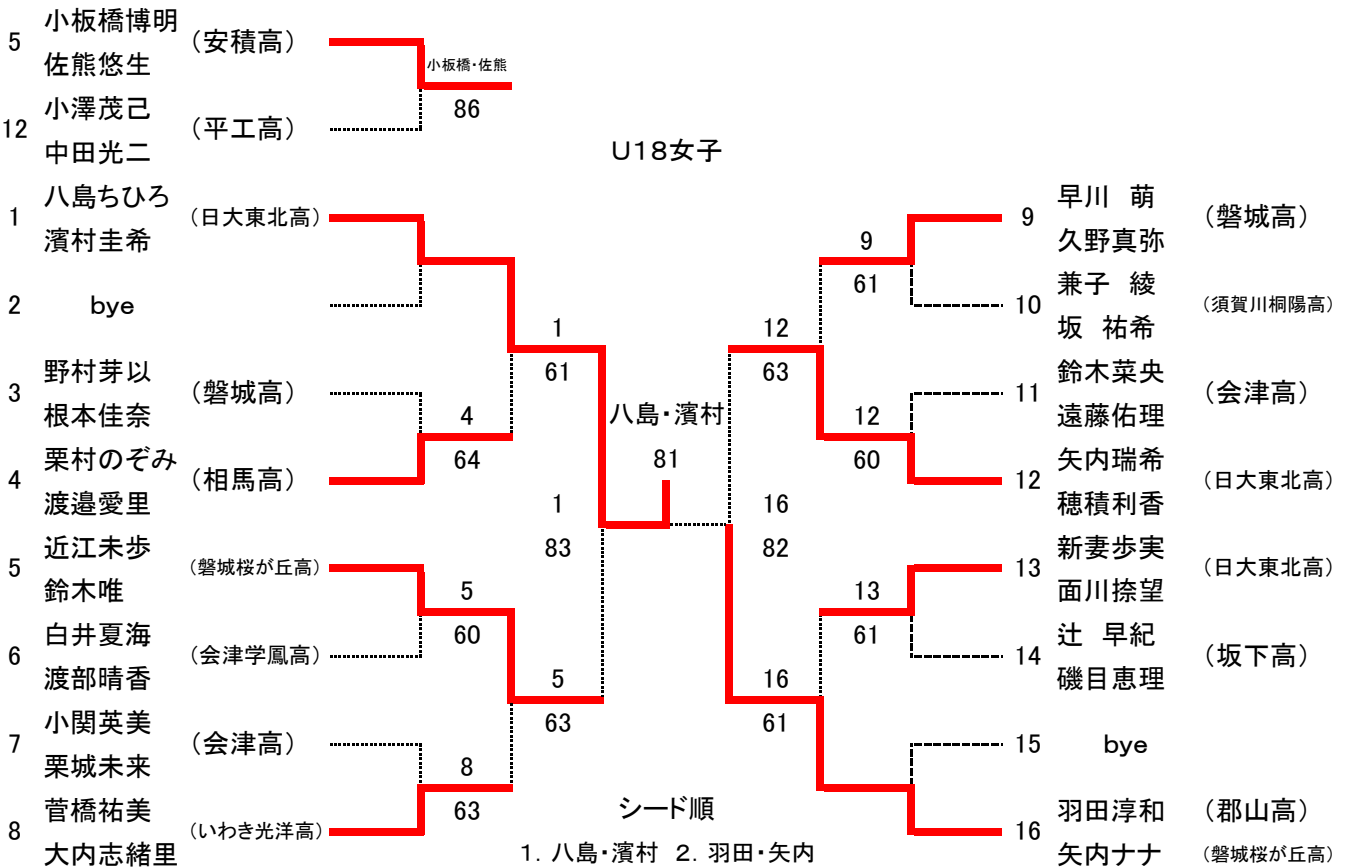 小板橋博明
5 (安積高)
佐熊悠生
小板橋・佐熊
86
小澤茂己
12 (平工高)
中田光二
U18女子
八島ちひろ
1 (日大東北高)
濱村圭希
2 bye
野村芽以
3 (磐城高)
根本佳奈
栗村のぞみ
4 (相馬高)
渡邉愛里
近江未歩
5 (磐城桜が丘高)
鈴木唯
白井夏海
6 (会津学鳳高)
渡部晴香
小関英美
7 (会津高)
栗城未来
菅橋祐美
8 (いわき光洋高)
大内志緒里
4
64
5
60
8
63
1
61
5
63
1
83
八島・濱村
81
16
82
12
63
16
61
9
61
12
60
13
61
早川 萌
9 (磐城高)
久野真弥
兼子 綾
10 (須賀川桐陽高)
坂 祐希
鈴木菜央
11 (会津高)
遠藤佑理
矢内瑞希
12 (日大東北高)
穂積利香
新妻歩実
13 (日大東北高)
面川捺望
辻 早紀
14 (坂下高)
磯目恵理
15 bye
羽田淳和 (郡山高)
16
矢内ナナ (磐城桜が丘高)
シード順
1. 八島・濱村 2. 羽田・矢内